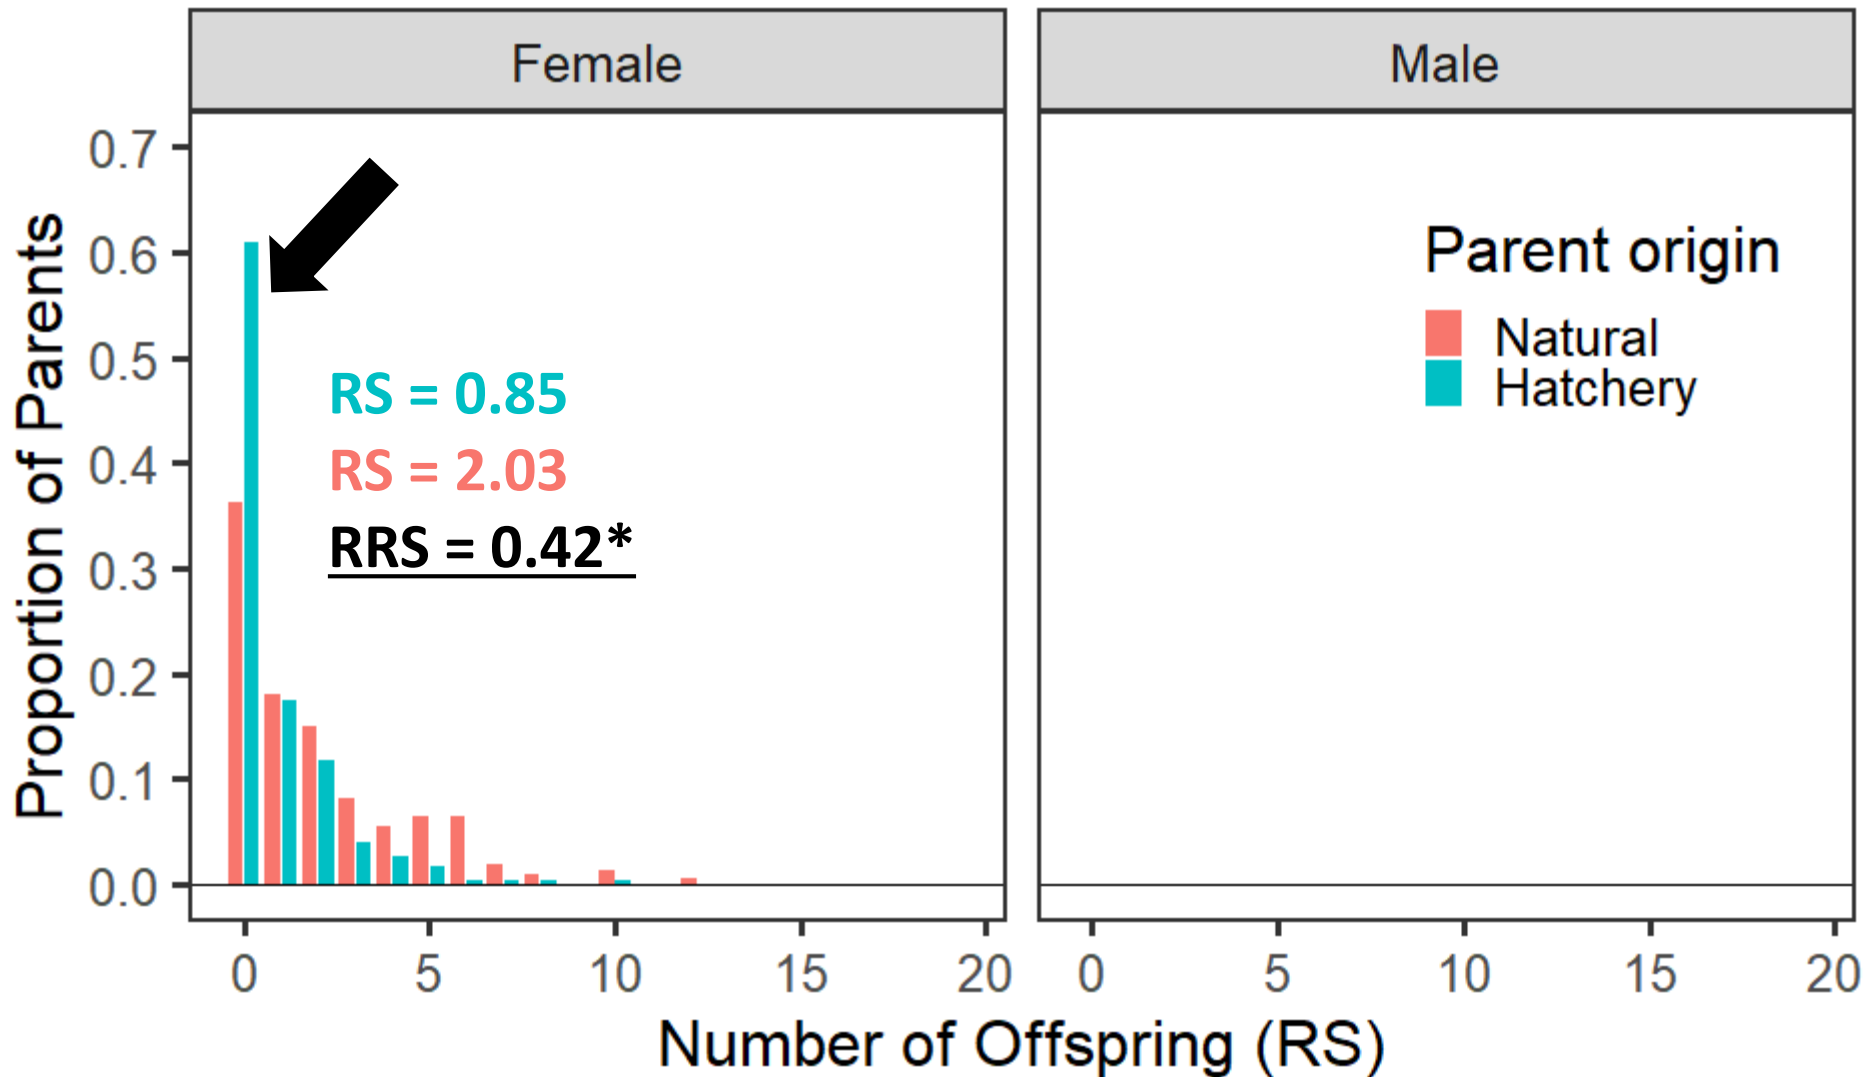 Female
Male
Proportion of Parents
0.7
0.6
0.5
0.4
0.3
0.2
0.1
0.0
RS = 0.85
RS = 2.03
RRS = 0.42*
Parent origin
Natural
Hatchery
0 5 10 15 20
0 5 10 15 20
Number of Offspring (RS)